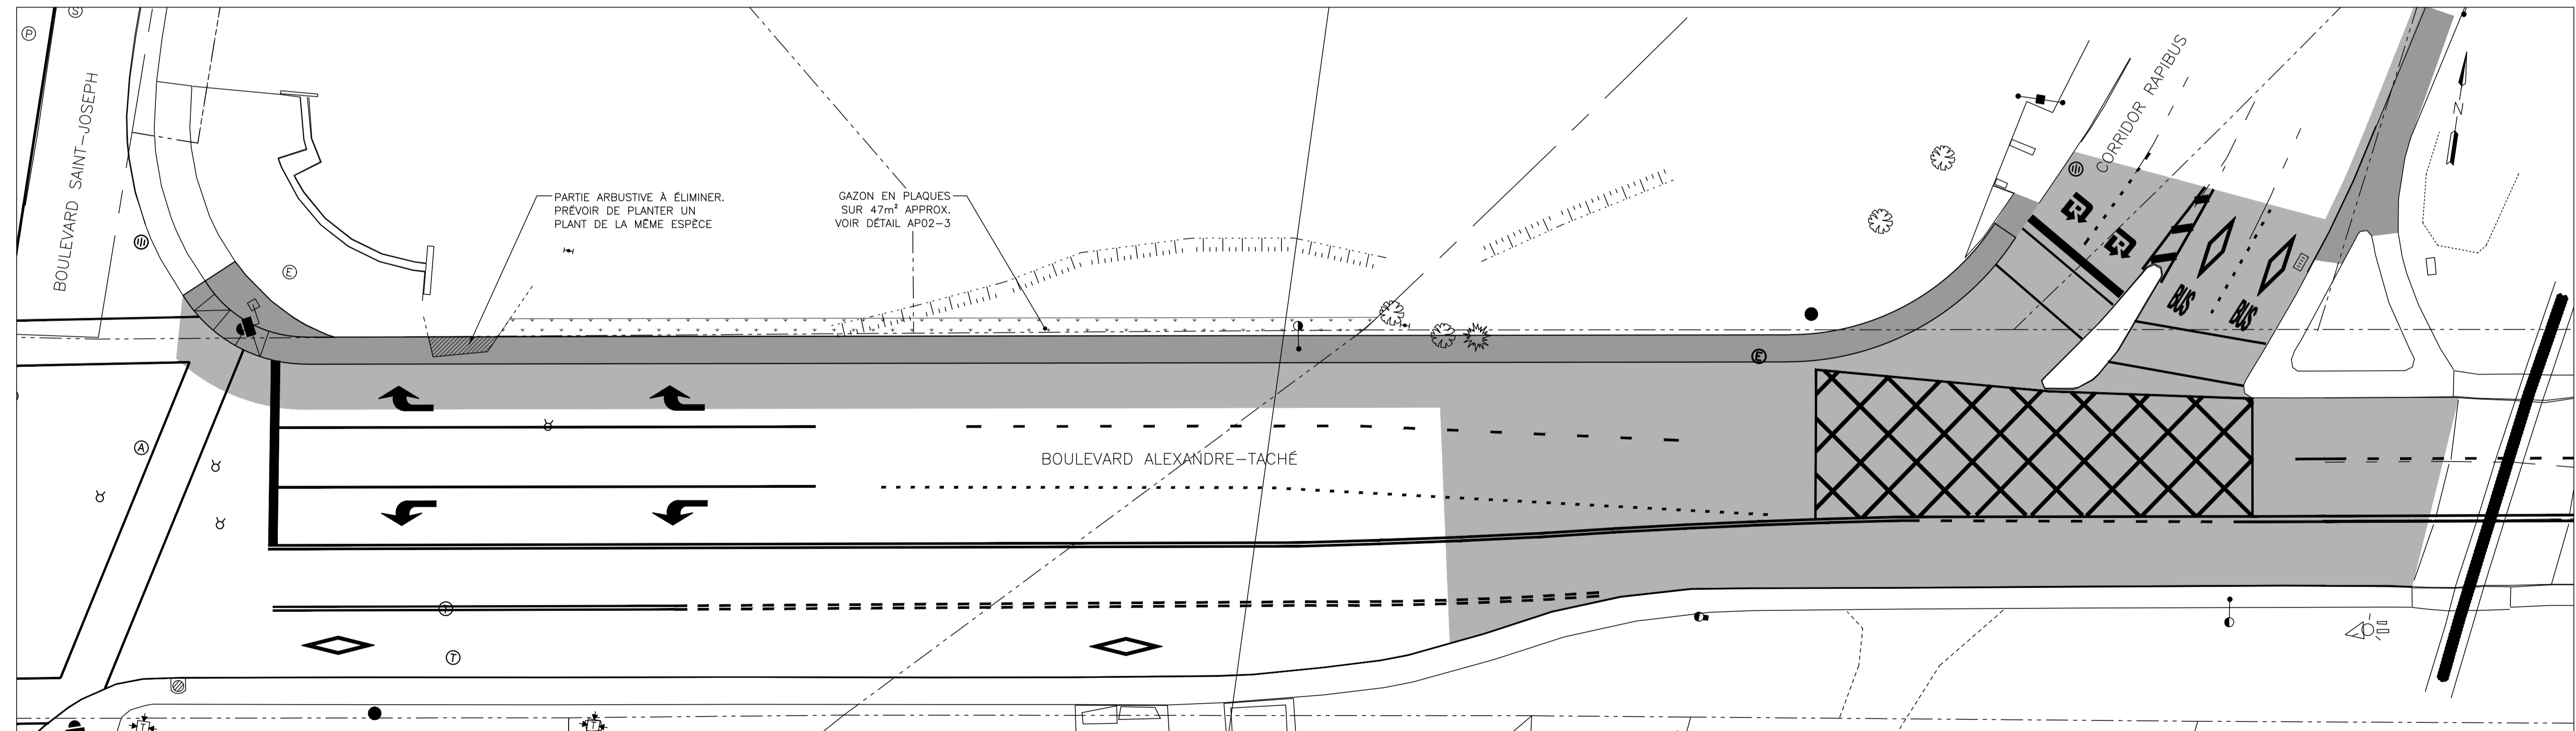 P
S
BOULEVARD SAINT-JOSEPH
CORRIDOR RAPIBUS
N
PARTIE ARBUSTIVE À ÉLIMINER.
PRÉVOIR DE PLANTER UN
PLANT DE LA MÊME ESPÈCE
GAZON EN PLAQUES
SUR 47m² APPROX.
VOIR DÉTAIL AP02-3
E
BUS
BUS
E
A
BOULEVARD ALEXANDRE-TACHÉ
T
T
T
T